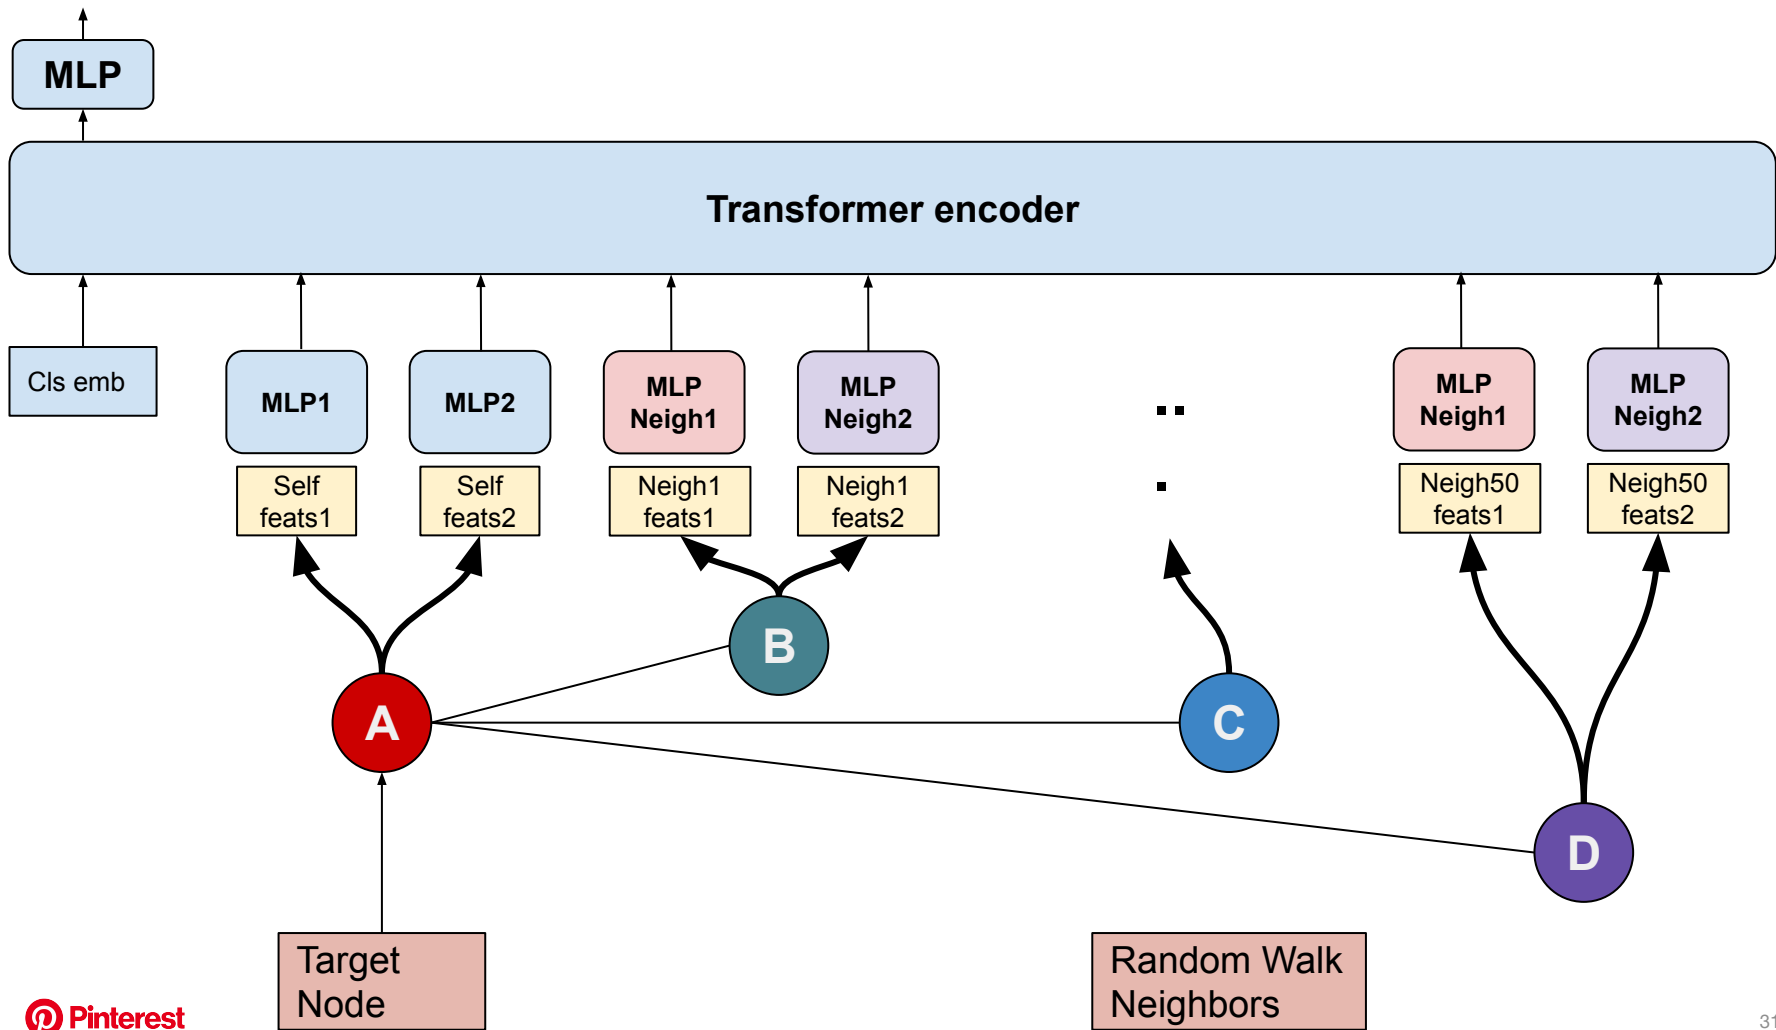 MLP
Transformer encoder
Cls emb
MLP1
MLP2
MLP
Neigh1
MLP
Neigh2
MLP
Neigh1
MLP
Neigh2
Self
feats1
Self
feats2
Neigh1
feats1
Neigh1
feats2
..
.
Neigh50
feats1
Neigh50
feats2
B
A
C
D
Target
Node
Random Walk
Neighbors
Pinterest
31